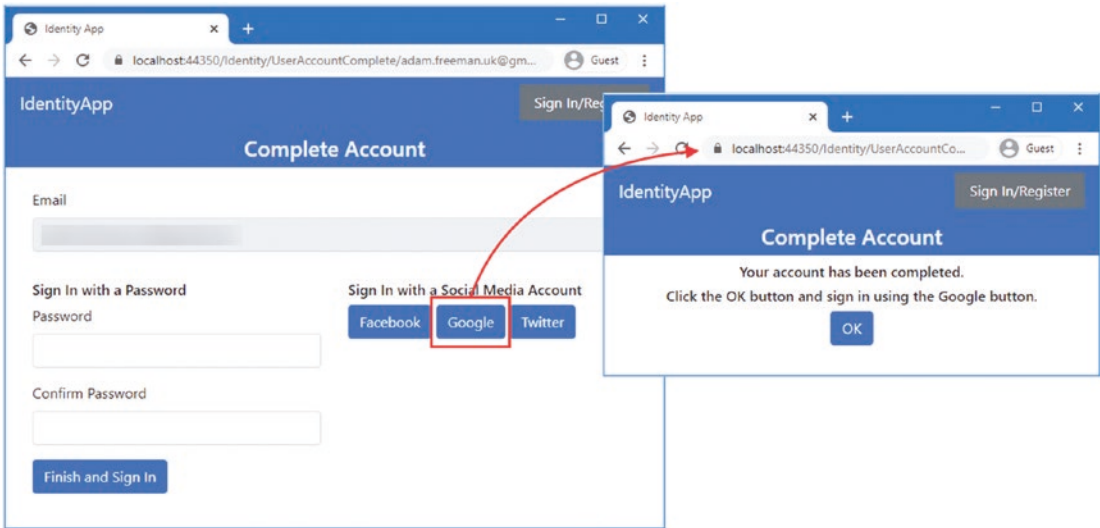 Identity App
localhost:44350/Identity/UserAccountComplete/adam.freeman.uk@gm...
Guest
IdentityApp
Sign In/Reg
Complete Account
Email
Sign In with a Password
Password
Confirm Password
Finish and Sign In
Sign In with a Social Media Account
Facebook
Google
Twitter
Identity App
localhost:44350/Identity/UserAccountCo...
Guest
IdentityApp
Sign In/Register
Complete Account
Your account has been completed.
Click the OK button and sign in using the Google button.
OK